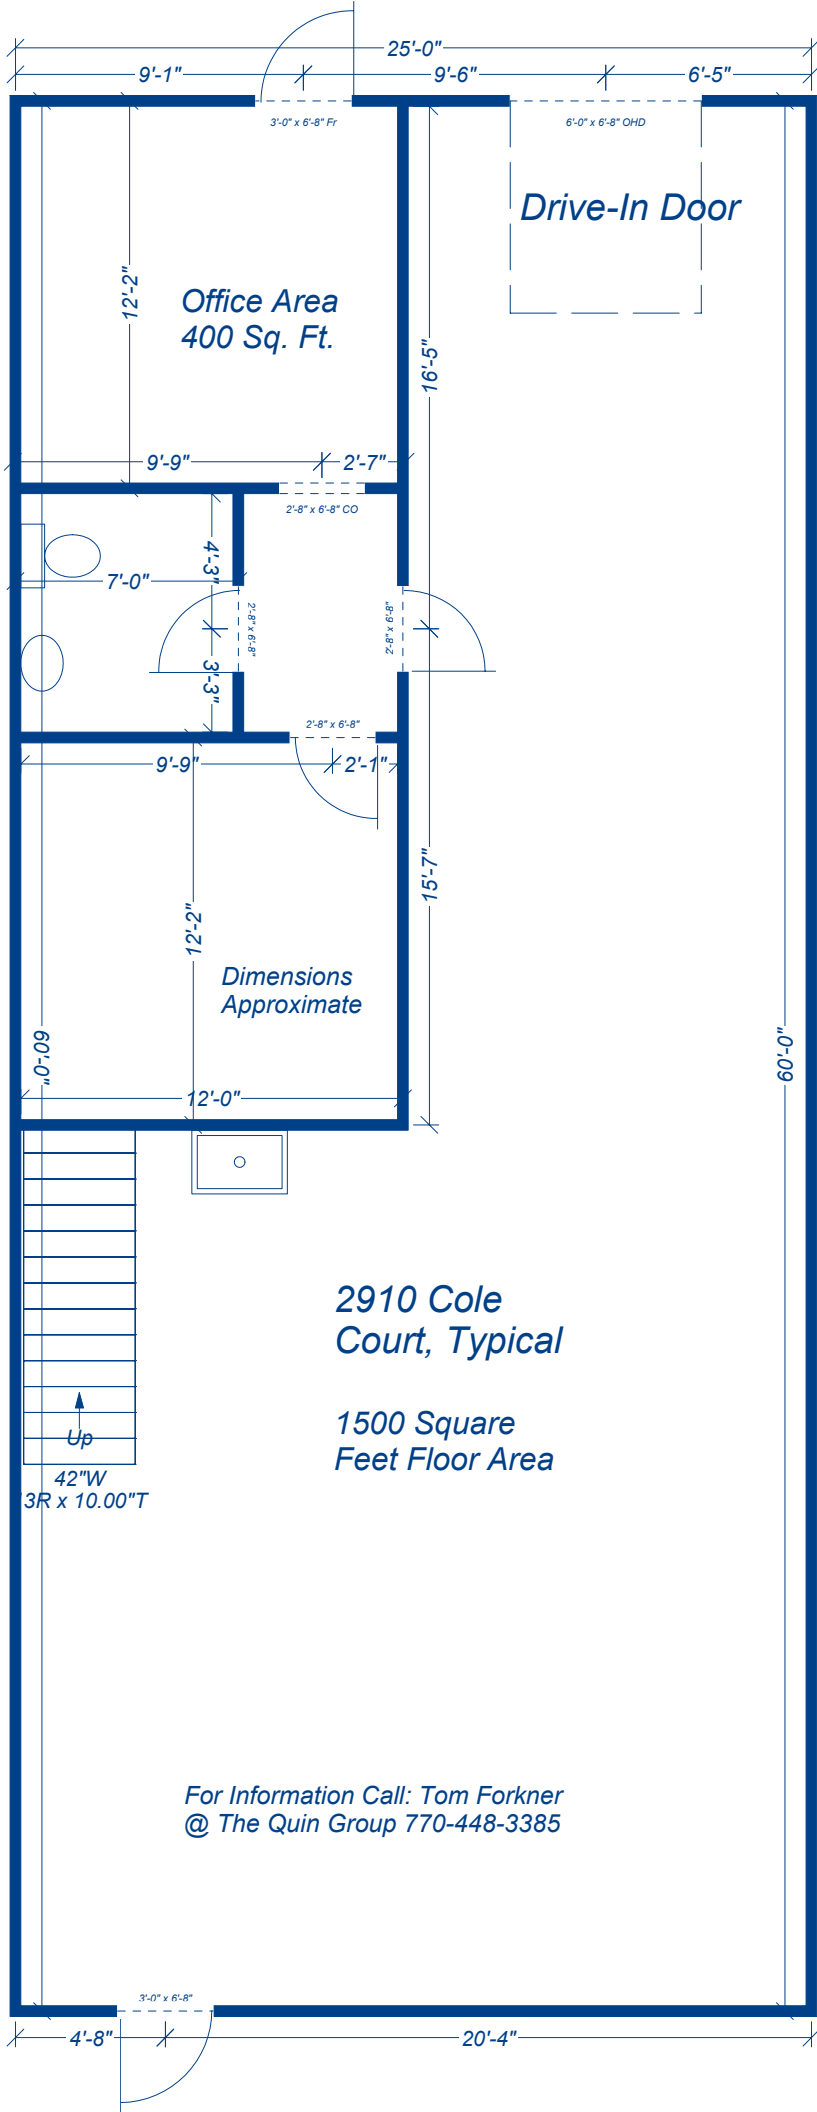 25'-0"
9'-1"
9'-6"
6'-5"
3'-0" x 6'-8" Fr
6'-0" x 6'-8" OHD
Drive-In Door
12'-2"
Office Area
400 Sq. Ft.
16'-5"
9'-9"
2'-7"
2'-8" x 6'-8" CO
4'-3"
7'-0"
2'-8" x 6'-8"
2'-8" x 6'-8"
3'-3"
2'-8" x 6'-8"
9'-9"
2'-1"
15'-7"
12'-2"
Dimensions
Approximate
60'-0"
60'-0"
12'-0"
2910 Cole
Court, Typical
1500 Square
Feet Floor Area
Up
42"W
3R x 10.00"T
For Information Call: Tom Forkner
@ The Quin Group 770-448-3385
3'-0" x 6'-8"
4'-8"
20'-4"